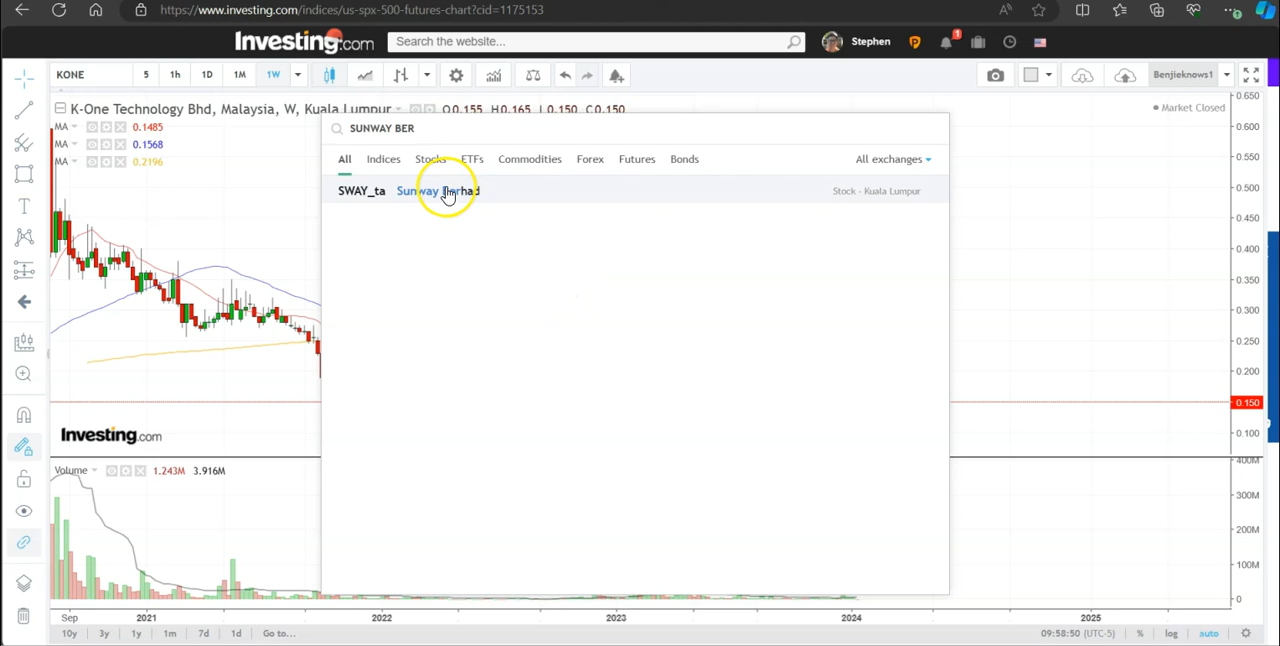 https://www.investing.com/indices/us-spx-500-futures-chart?cid=1175153
Investing.com Search the website... Stephen P 1
KONE 5 1h 1D 1M 1W Benjieknows1
K-One Technology Bhd, Malaysia, W, Kuala Lumpur O0.155 H0.165 L0.150 C0.150 Market Closed
MA 0.1485
MA 0.1568
MA 0.2196
SUNWAY BER
All Indices Stocks ETFs Commodities Forex Futures Bonds All exchanges
SWAY_ta Sunway Berhad Stock - Kuala Lumpur
0.650
0.600
0.550
0.500
0.450
0.400
0.350
0.300
0.250
0.200
0.150
0.100
Investing.com
Volume 1.243M 3.916M
400M
300M
200M
100M
0
Sep 2021 2022 2023 2024 2025
10y 3y 1y 1m 7d 1d Go to... 09:58:50 (UTC-5) % log auto